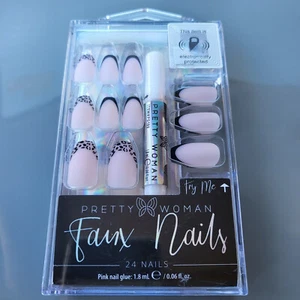 This item is
electronically
protected
PRETTY WOMAN
Try Me
PRETTY WOMAN
Faux Nails
24 NAILS
Pink nail glue: 1.8 mL ℮ / 0.06 fl.oz.